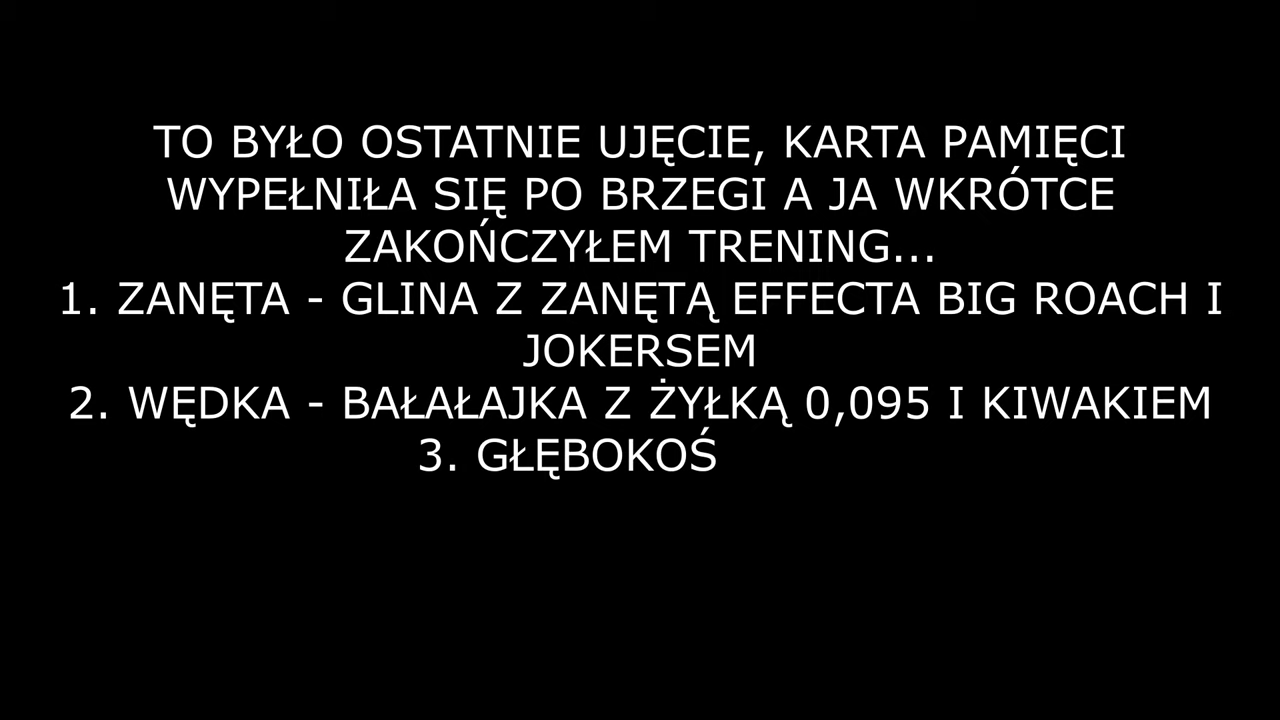 TO BYŁO OSTATNIE UJĘCIE, KARTA PAMIĘCI
WYPEŁNIŁA SIĘ PO BRZEGI A JA WKRÓTCE
ZAKOŃCZYŁEM TRENING...
1. ZANĘTA - GLINA Z ZANĘTĄ EFFECTA BIG ROACH I
JOKERSEM
2. WĘDKA - BAŁAŁAJKA Z ŻYŁKĄ 0,095 I KIWAKIEM
3. GŁĘBOKOŚ